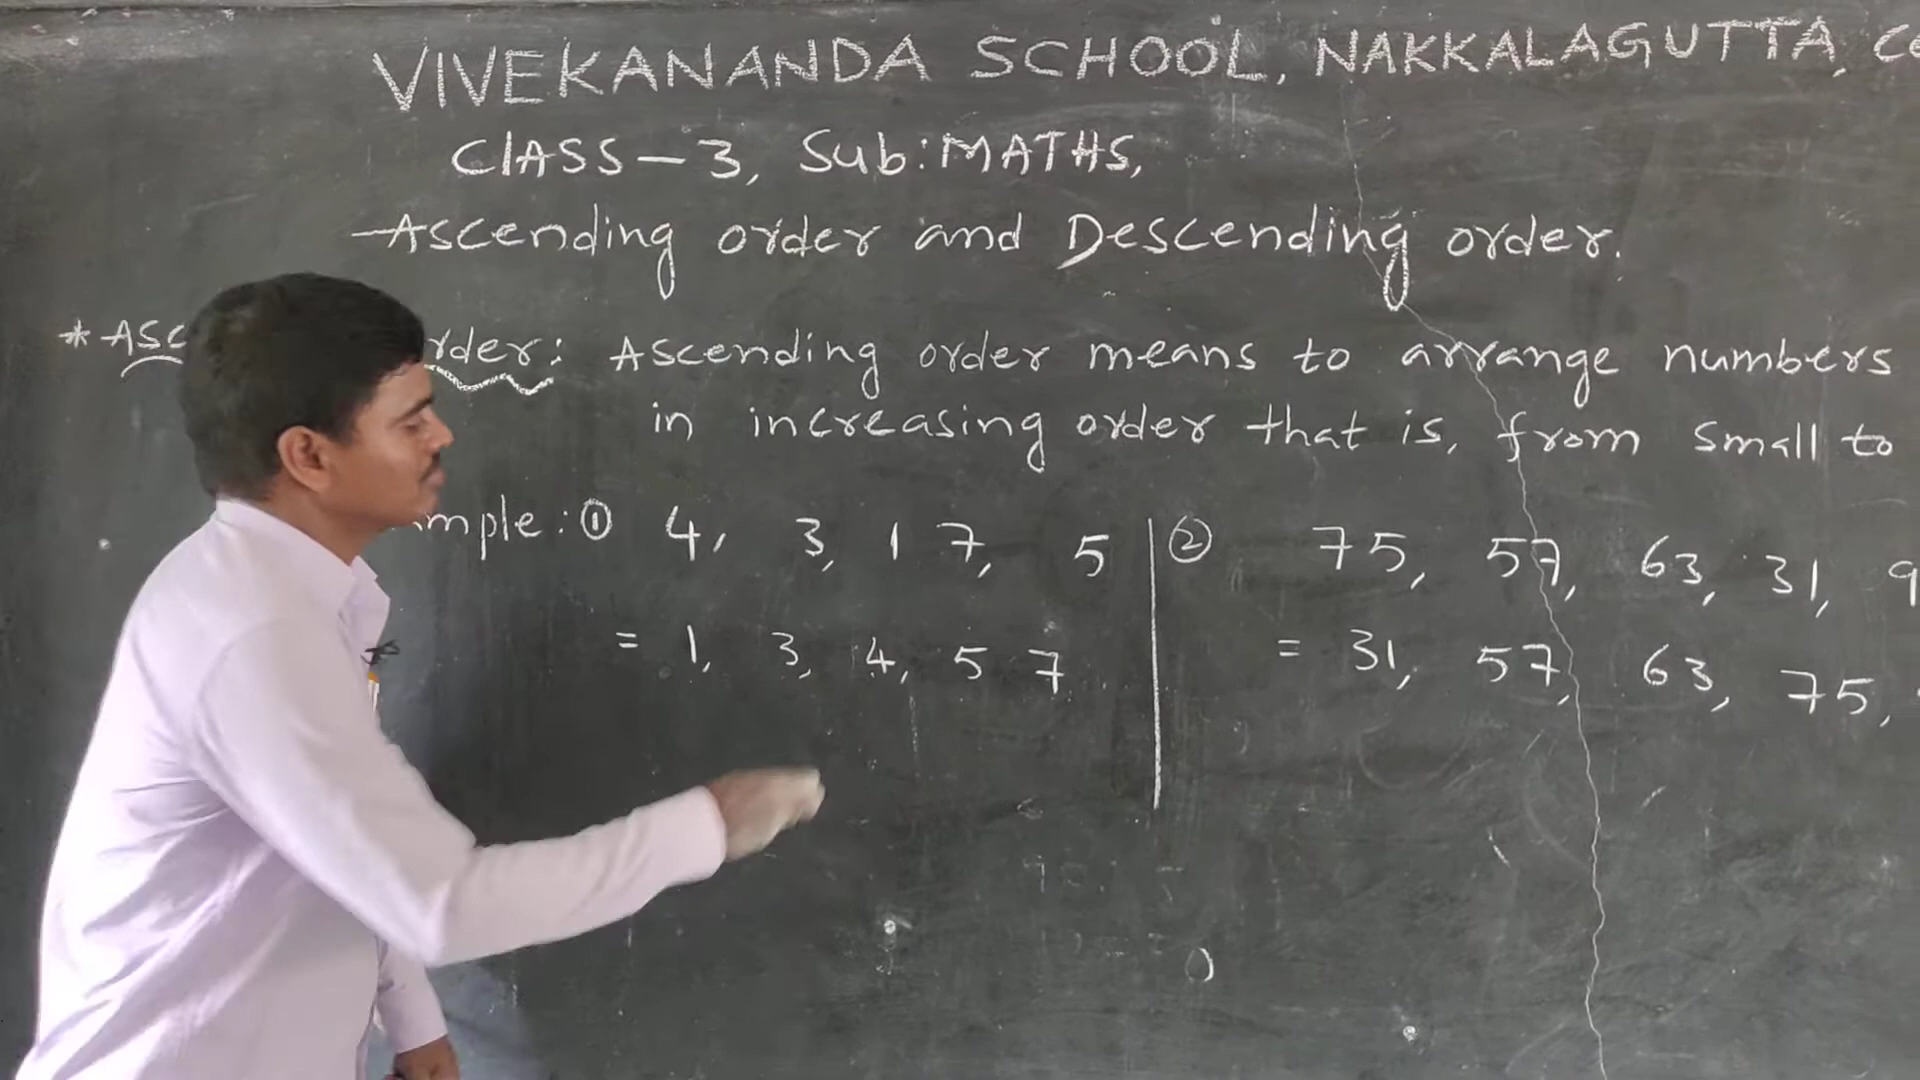 VIVEKANANDA SCHOOL, NAKKALAGUTTA,
ClASS-3, Sub: MATHS,
Ascending order and Descending order.
* order: Ascending order means to arrange numbers
in increasing order that is, from small to
① 4, 3, 1 7, 5 ② 75, 57, 63, 31, 9
= 1, 3, 4, 5 7 = 31, 57, 63, 75,